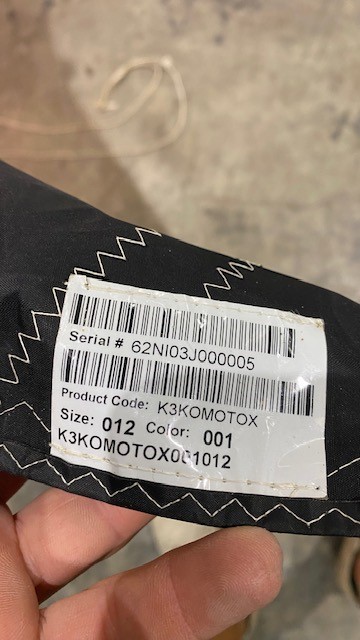 Serial # 62NI03J000005
Product Code: K3KOMOTOX
Size: 012 Color: 001
K3KOMOTOX001012